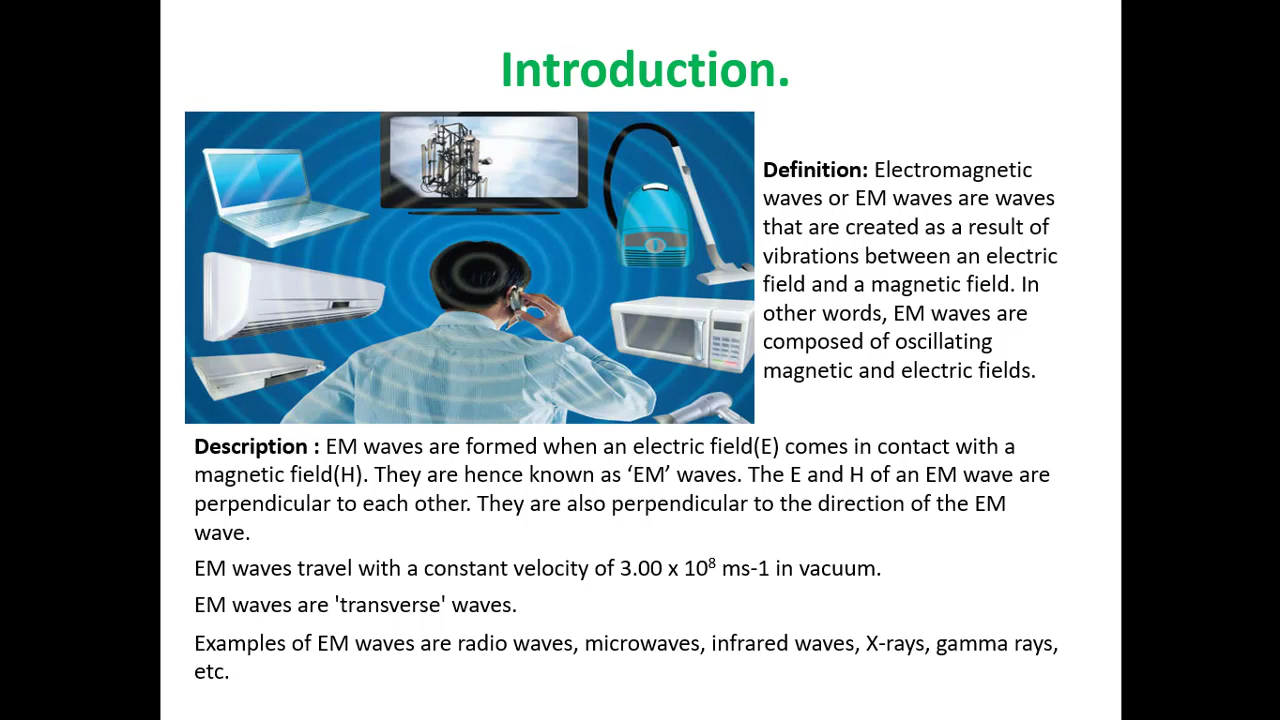 Introduction.
Definition: Electromagnetic
waves or EM waves are waves
that are created as a result of
vibrations between an electric
field and a magnetic field. In
other words, EM waves are
composed of oscillating
magnetic and electric fields.
Description : EM waves are formed when an electric field(E) comes in contact with a
magnetic field(H). They are hence known as ‘EM’ waves. The E and H of an EM wave are
perpendicular to each other. They are also perpendicular to the direction of the EM
wave.
EM waves travel with a constant velocity of 3.00 x 10⁸ ms-1 in vacuum.
EM waves are 'transverse' waves.
Examples of EM waves are radio waves, microwaves, infrared waves, X-rays, gamma rays,
etc.